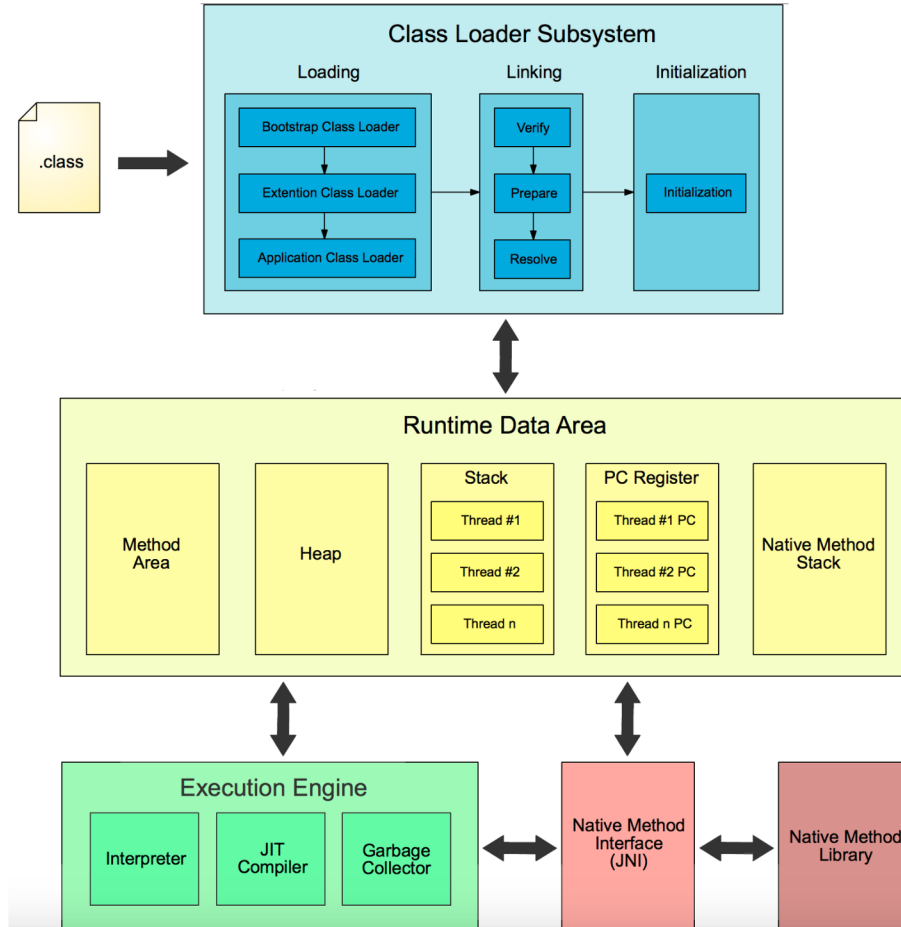 Class Loader Subsystem
Loading
Linking
Initialization
.class
Bootstrap Class Loader
Extention Class Loader
Application Class Loader
Verify
Prepare
Resolve
Initialization
Runtime Data Area
Method
Area
Heap
Stack
Thread #1
Thread #2
Thread n
PC Register
Thread #1 PC
Thread #2 PC
Thread n PC
Native Method
Stack
Execution Engine
Interpreter
JIT
Compiler
Garbage
Collector
Native Method
Interface
(JNI)
Native Method
Library